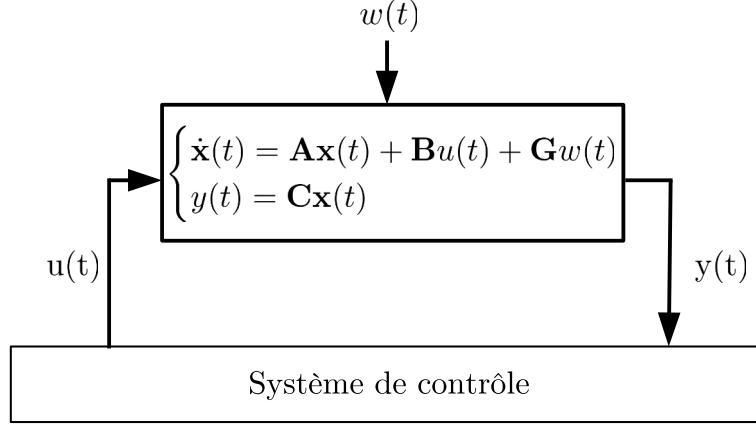 w(t)
ẋ(t) = Ax(t) + Bu(t) + Gw(t)
y(t) = Cx(t)
u(t)
y(t)
Système de contrôle